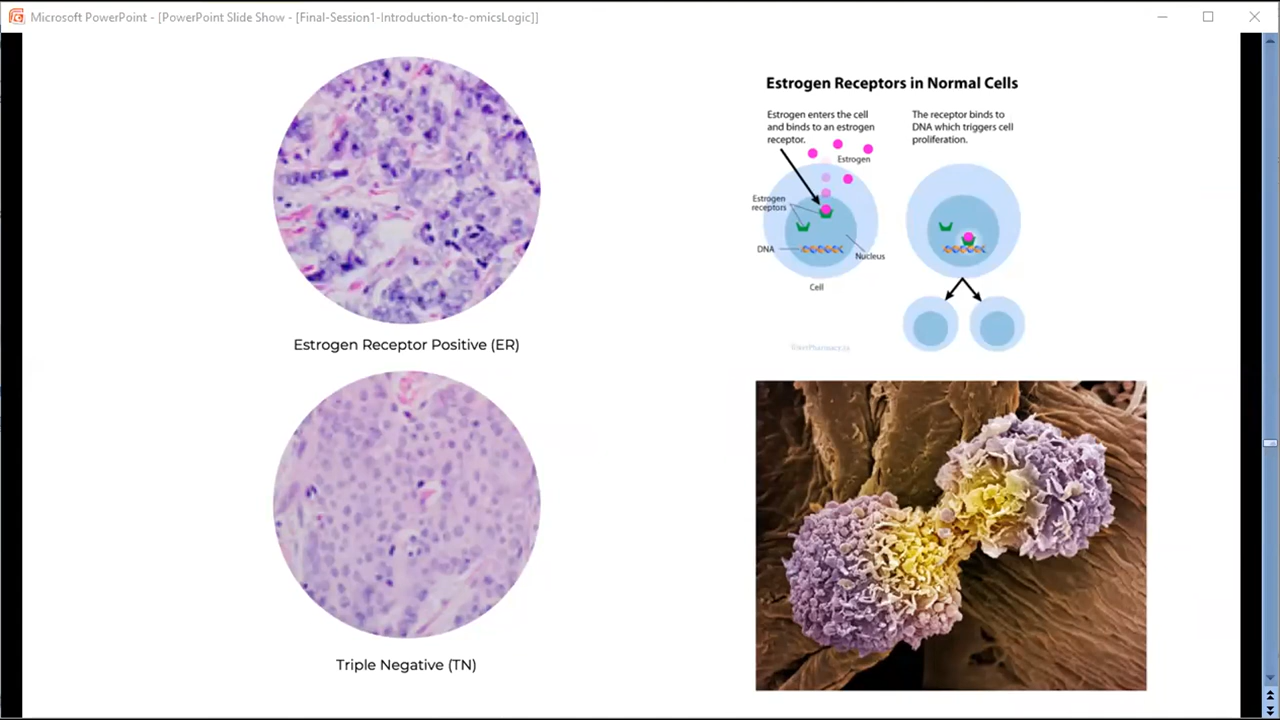 Microsoft PowerPoint - [PowerPoint Slide Show - [Final-Session1-Introduction-to-omicsLogic]]
Estrogen Receptor Positive (ER)
Triple Negative (TN)
Estrogen Receptors in Normal Cells
Estrogen enters the cell
and binds to an estrogen
receptor.
The receptor binds to
DNA which triggers cell
proliferation.
Estrogen
Estrogen
receptors
DNA
Nucleus
Cell